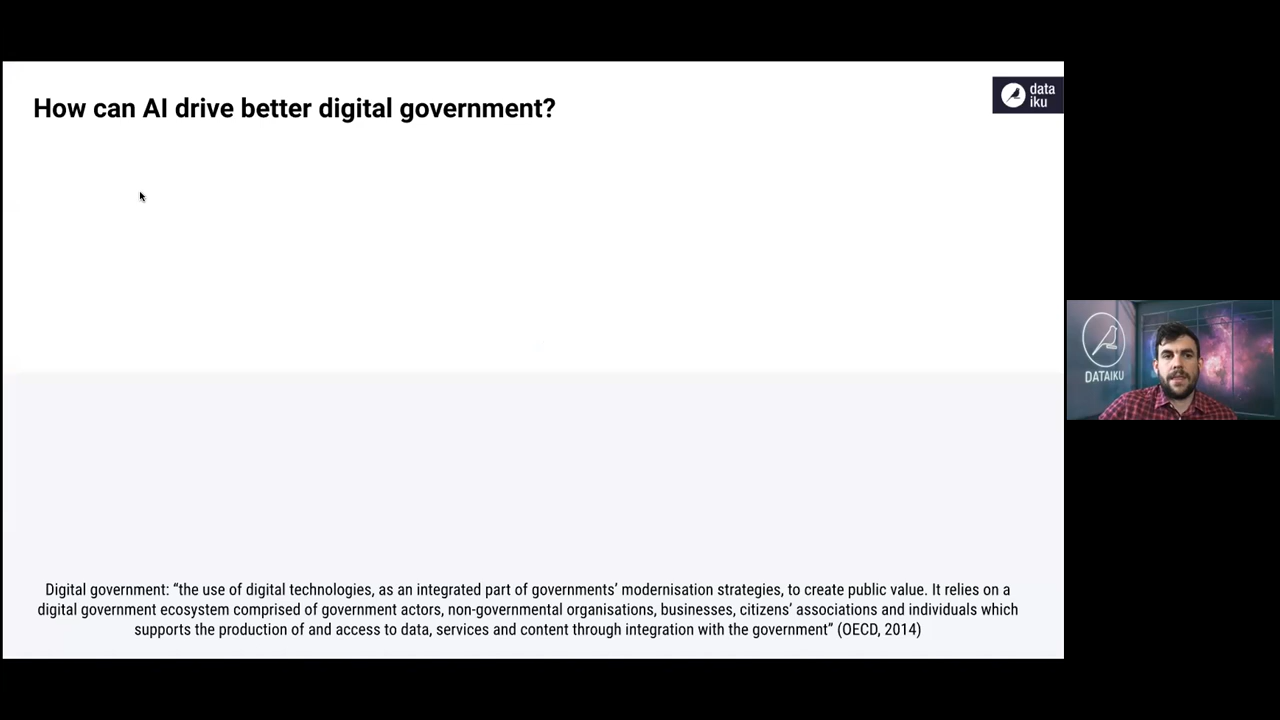 How can AI drive better digital government?
data
iku
DATAIKU
Digital government: “the use of digital technologies, as an integrated part of governments’ modernisation strategies, to create public value. It relies on a
digital government ecosystem comprised of government actors, non-governmental organisations, businesses, citizens’ associations and individuals which
supports the production of and access to data, services and content through integration with the government” (OECD, 2014)